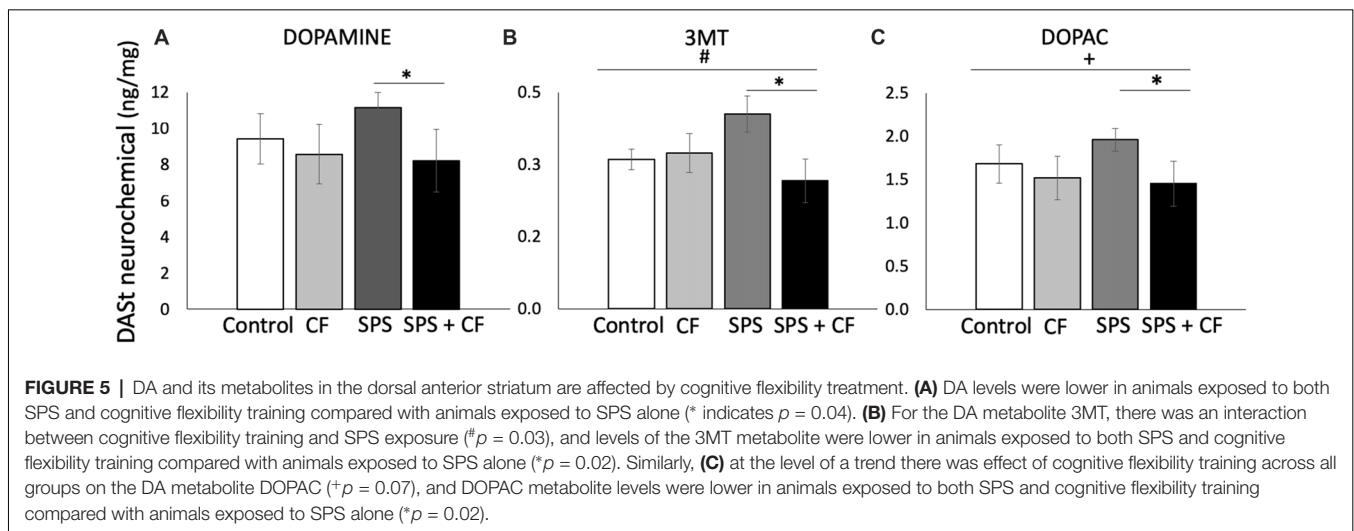 A DOPAMINE B 3MT C DOPAC
# +
* * *
DASt neurochemical (ng/mg)
12
10
8
6
4
2
0
Control CF SPS SPS + CF
0.5
0.3
0.2
0.0
Control CF SPS SPS + CF
2.5
2.0
1.5
1.0
0.5
0.0
Control CF SPS SPS + CF
FIGURE 5 | DA and its metabolites in the dorsal anterior striatum are affected by cognitive flexibility treatment. (A) DA levels were lower in animals exposed to both
SPS and cognitive flexibility training compared with animals exposed to SPS alone (* indicates p = 0.04). (B) For the DA metabolite 3MT, there was an interaction
between cognitive flexibility training and SPS exposure (#p = 0.03), and levels of the 3MT metabolite were lower in animals exposed to both SPS and cognitive
flexibility training compared with animals exposed to SPS alone (*p = 0.02). Similarly, (C) at the level of a trend there was effect of cognitive flexibility training across all
groups on the DA metabolite DOPAC (+p = 0.07), and DOPAC metabolite levels were lower in animals exposed to both SPS and cognitive flexibility training
compared with animals exposed to SPS alone (*p = 0.02).